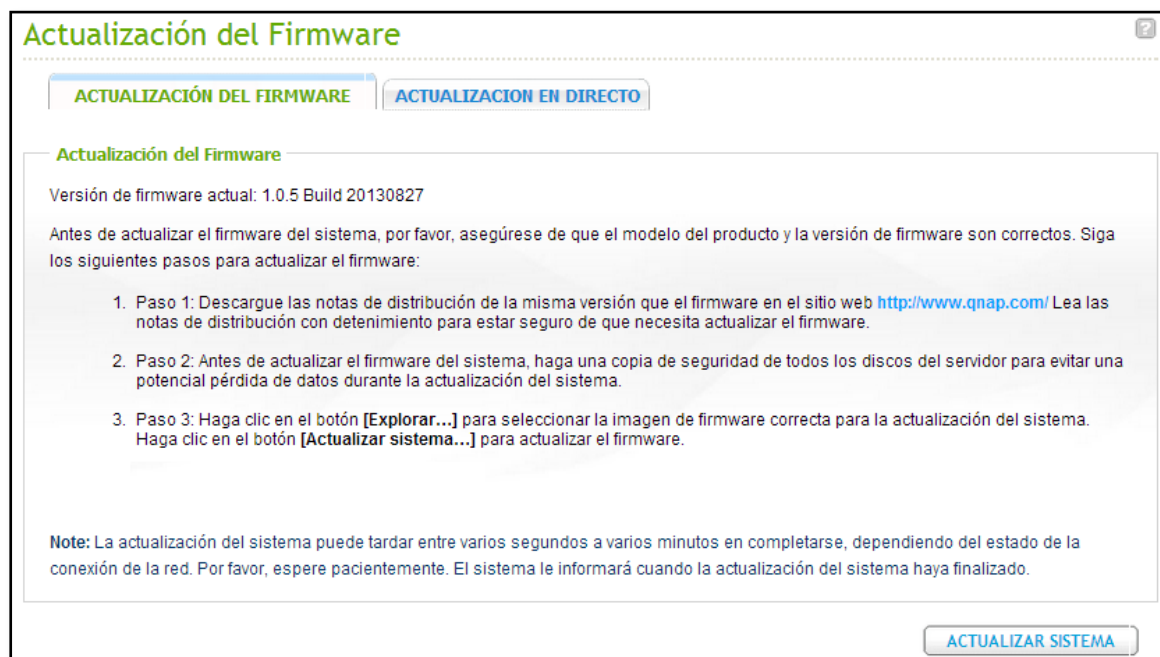 Actualización del Firmware
?
ACTUALIZACIÓN DEL FIRMWARE
ACTUALIZACION EN DIRECTO
Actualización del Firmware
Versión de firmware actual: 1.0.5 Build 20130827
Antes de actualizar el firmware del sistema, por favor, asegúrese de que el modelo del producto y la versión de firmware son correctos. Siga
los siguientes pasos para actualizar el firmware:
1. Paso 1: Descargue las notas de distribución de la misma versión que el firmware en el sitio web http://www.qnap.com/ Lea las
notas de distribución con detenimiento para estar seguro de que necesita actualizar el firmware.
2. Paso 2: Antes de actualizar el firmware del sistema, haga una copia de seguridad de todos los discos del servidor para evitar una
potencial pérdida de datos durante la actualización del sistema.
3. Paso 3: Haga clic en el botón [Explorar...] para seleccionar la imagen de firmware correcta para la actualización del sistema.
Haga clic en el botón [Actualizar sistema...] para actualizar el firmware.
Note: La actualización del sistema puede tardar entre varios segundos a varios minutos en completarse, dependiendo del estado de la
conexión de la red. Por favor, espere pacientemente. El sistema le informará cuando la actualización del sistema haya finalizado.
ACTUALIZAR SISTEMA